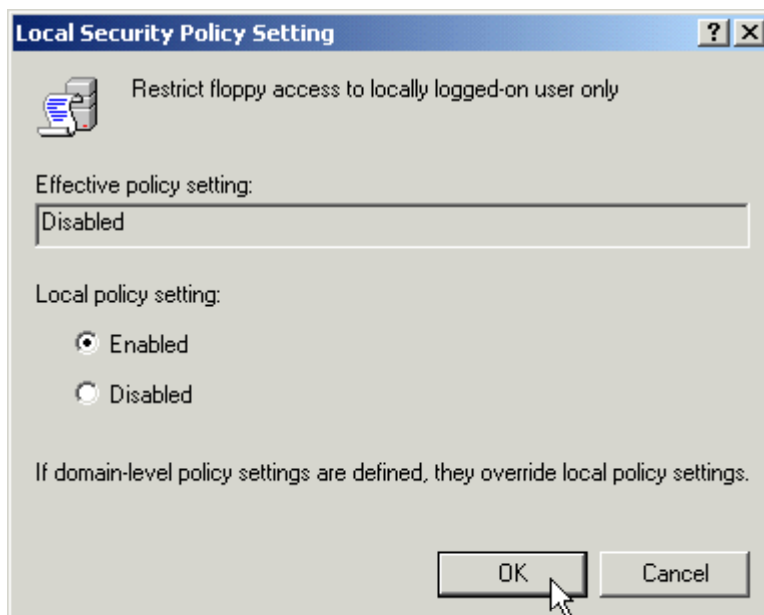 Local Security Policy Setting
Restrict floppy access to locally logged-on user only
Effective policy setting:
Disabled
Local policy setting:
Enabled
Disabled
If domain-level policy settings are defined, they override local policy settings.
OK Cancel